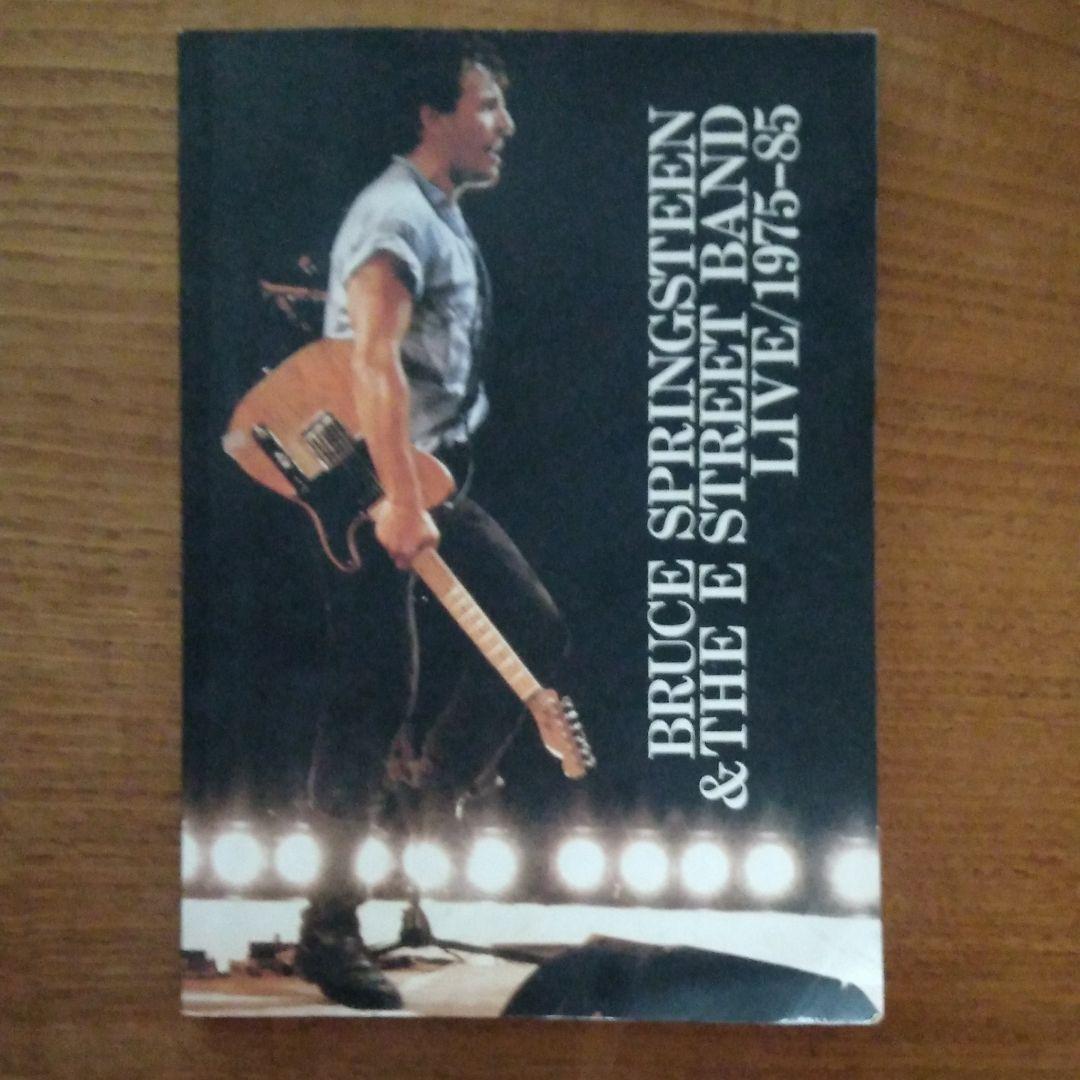 BRUCE SPRINGSTEEN
& THE E STREET BAND
LIVE/1975-85